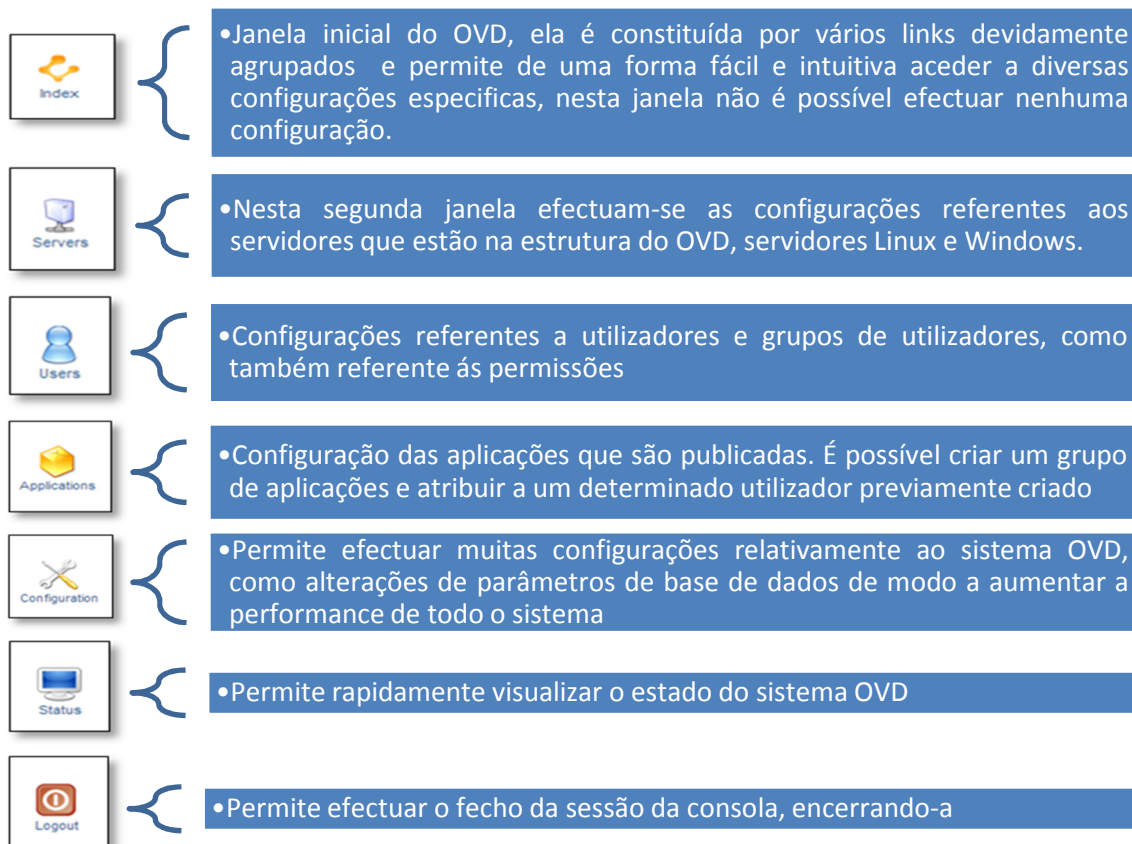 Index
•Janela inicial do OVD, ela é constituída por vários links devidamente
agrupados e permite de uma forma fácil e intuitiva aceder a diversas
configurações especificas, nesta janela não é possível efectuar nenhuma
configuração.
Servers
•Nesta segunda janela efectuam-se as configurações referentes aos
servidores que estão na estrutura do OVD, servidores Linux e Windows.
Users
•Configurações referentes a utilizadores e grupos de utilizadores, como
também referente ás permissões
Applications
•Configuração das aplicações que são publicadas. É possível criar um grupo
de aplicações e atribuir a um determinado utilizador previamente criado
Configuration
•Permite efectuar muitas configurações relativamente ao sistema OVD,
como alterações de parâmetros de base de dados de modo a aumentar a
performance de todo o sistema
Status
•Permite rapidamente visualizar o estado do sistema OVD
Logout
•Permite efectuar o fecho da sessão da consola, encerrando-a